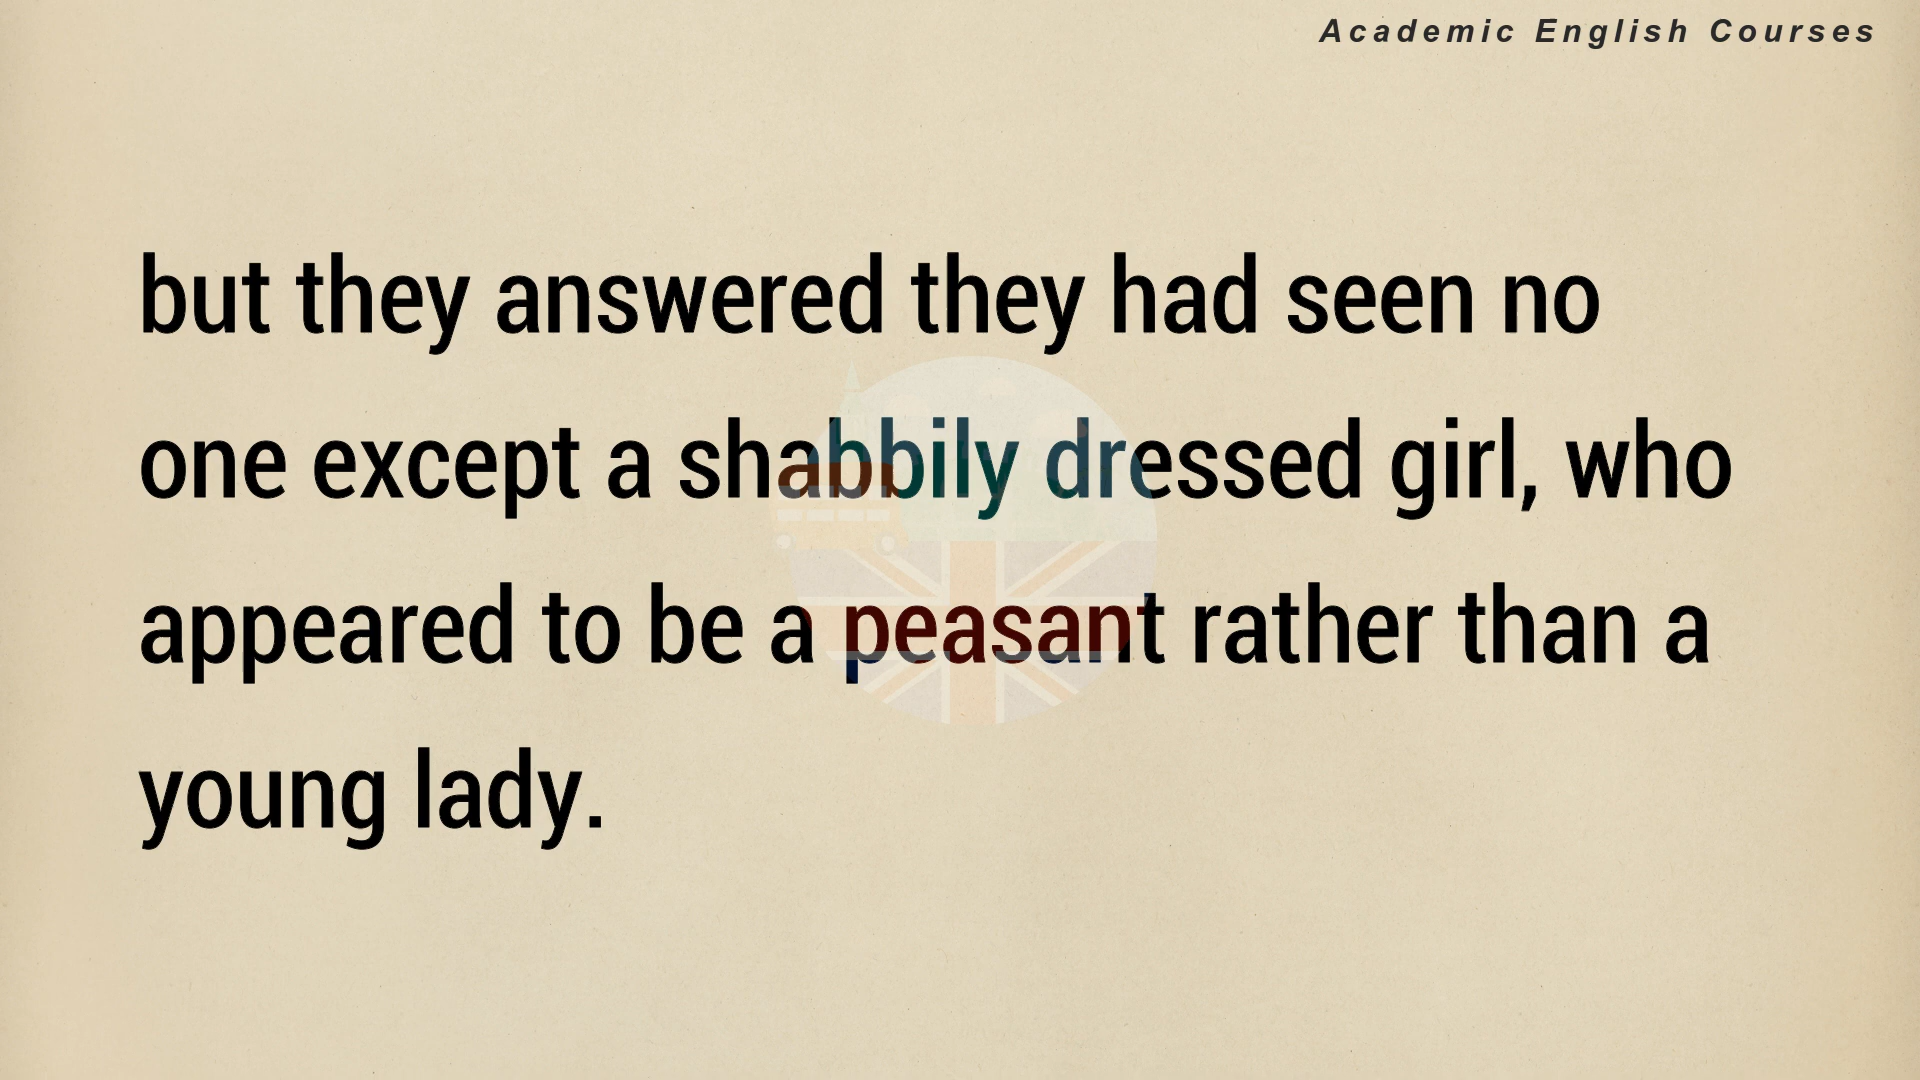 Academic English Courses
but they answered they had seen no
one except a shabbily dressed girl, who
appeared to be a peasant rather than a
young lady.